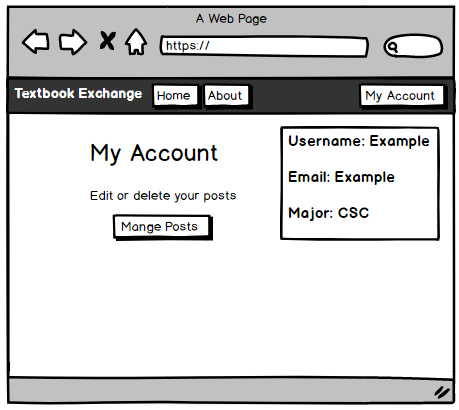 A Web Page
https://
Textbook Exchange Home About My Account
My Account
Edit or delete your posts
Mange Posts
Username: Example
Email: Example
Major: CSC